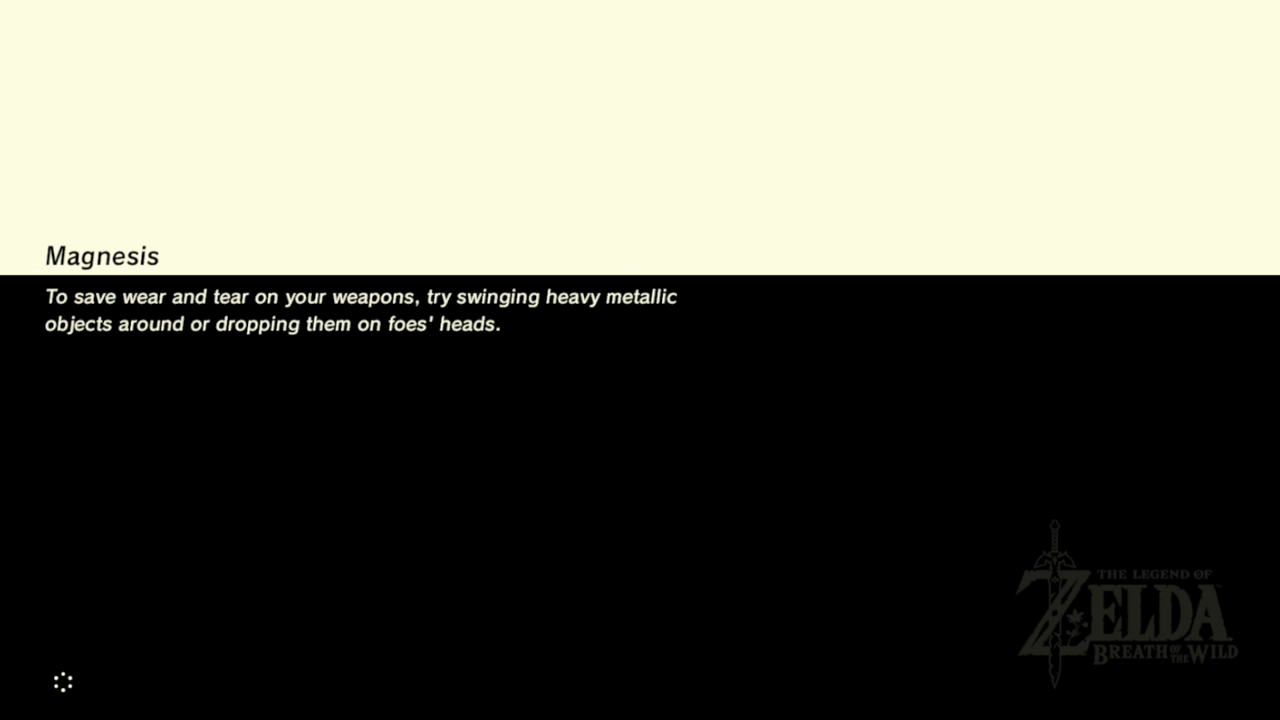 Magnesis
To save wear and tear on your weapons, try swinging heavy metallic
objects around or dropping them on foes' heads.
THE LEGEND OF
ZELDA
BREATH OF THE WILD